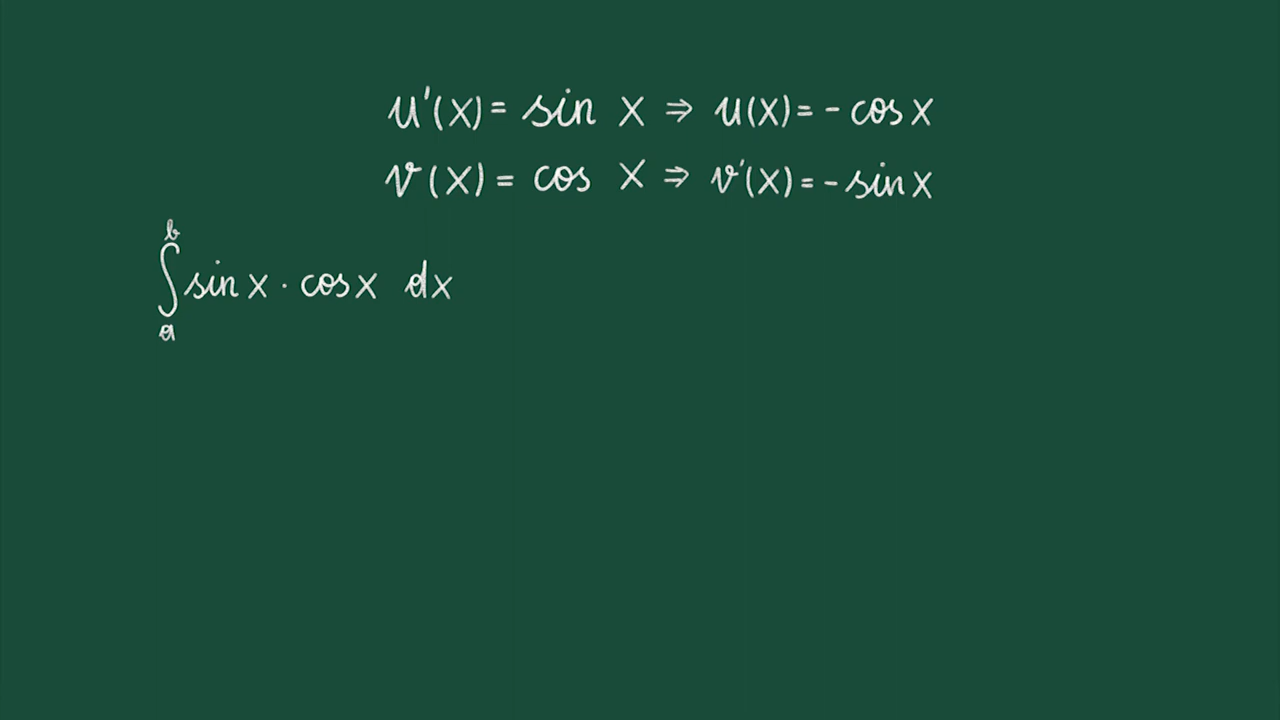 u'(x) = sin x ⇒ u(x) = - cos x
v(x) = cos x ⇒ v'(x) = - sin x
∫ₐᵇ sin x · cos x dx